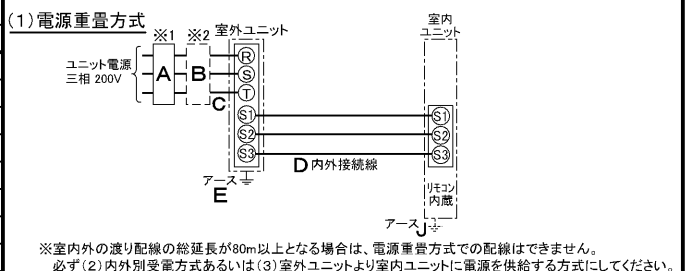 (1)電源重畳方式
※1 ※2 室外ユニット
室内
ユニット
ユニット電源
三相 200V
A B
R
S
T
C
S1
S2
S3
S1
S2
S3
D 内外接続線
アース
E
リモコン
内蔵
アース J
※室内外の渡り配線の総延長が80m以上となる場合は、電源重畳方式での配線はできません。
必ず(2)内外別受電方式あるいは(3)室外ユニットより室内ユニットに電源を供給する方式にしてください。